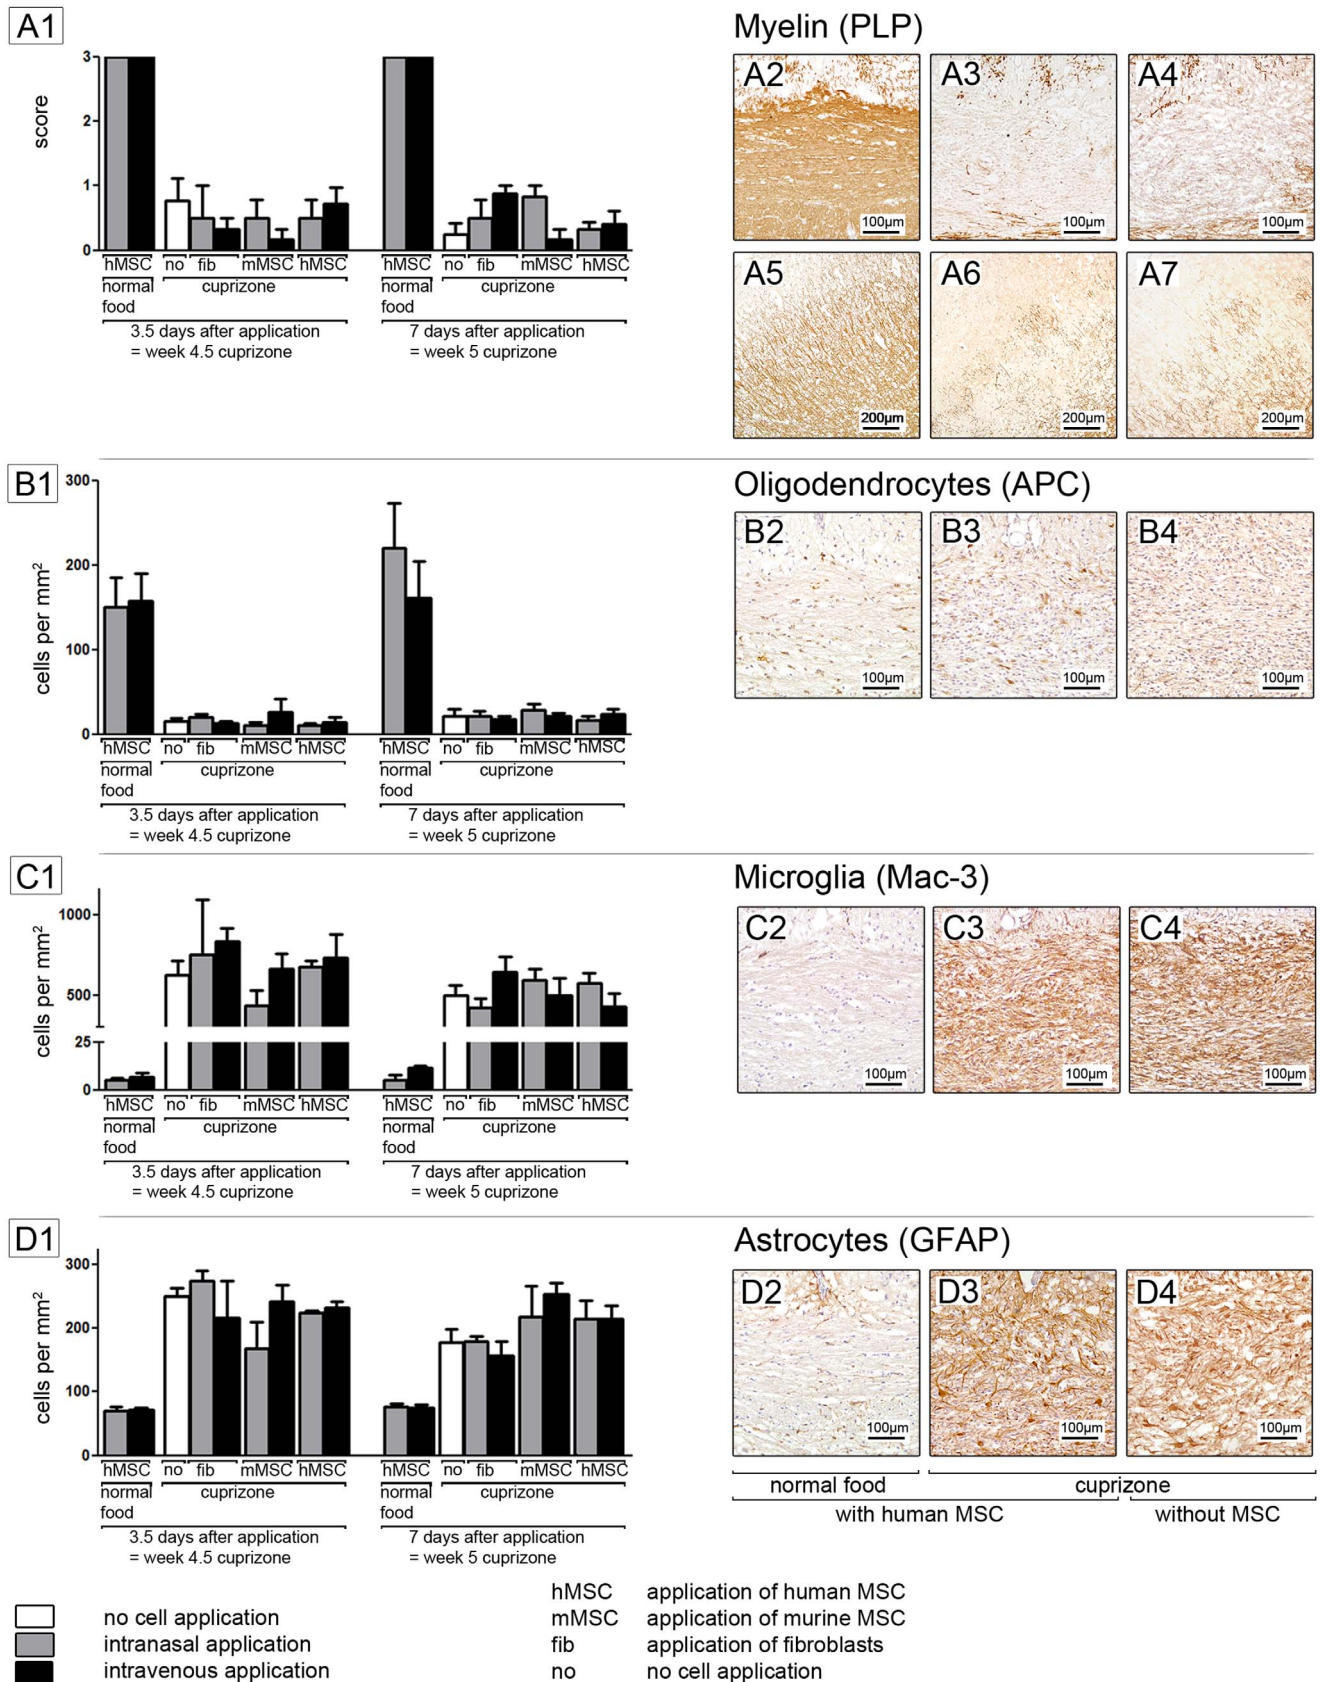 A1
score
3
2
1
0
hMSC no fib mMSC hMSC hMSC no fib mMSC hMSC
normal cuprizone normal cuprizone
food food
3.5 days after application 7 days after application
= week 4.5 cuprizone = week 5 cuprizone
Myelin (PLP)
A2 A3 A4
100µm 100µm 100µm
A5 A6 A7
200µm 200µm 200µm
B1
cells per mm²
300
200
100
0
hMSC no fib mMSC hMSC hMSC no fib mMSC hMSC
normal cuprizone normal cuprizone
food food
3.5 days after application 7 days after application
= week 4.5 cuprizone = week 5 cuprizone
Oligodendrocytes (APC)
B2 B3 B4
100µm 100µm 100µm
C1
cells per mm²
1000
500
25
0
hMSC no fib mMSC hMSC hMSC no fib mMSC hMSC
normal cuprizone normal cuprizone
food food
3.5 days after application 7 days after application
= week 4.5 cuprizone = week 5 cuprizone
Microglia (Mac-3)
C2 C3 C4
100µm 100µm 100µm
D1
cells per mm²
300
200
100
0
hMSC no fib mMSC hMSC hMSC no fib mMSC hMSC
normal cuprizone normal cuprizone
food food
3.5 days after application 7 days after application
= week 4.5 cuprizone = week 5 cuprizone
Astrocytes (GFAP)
D2 D3 D4
100µm 100µm 100µm
normal food cuprizone
with human MSC without MSC
no cell application
intranasal application
intravenous application
hMSC application of human MSC
mMSC application of murine MSC
fib application of fibroblasts
no no cell application